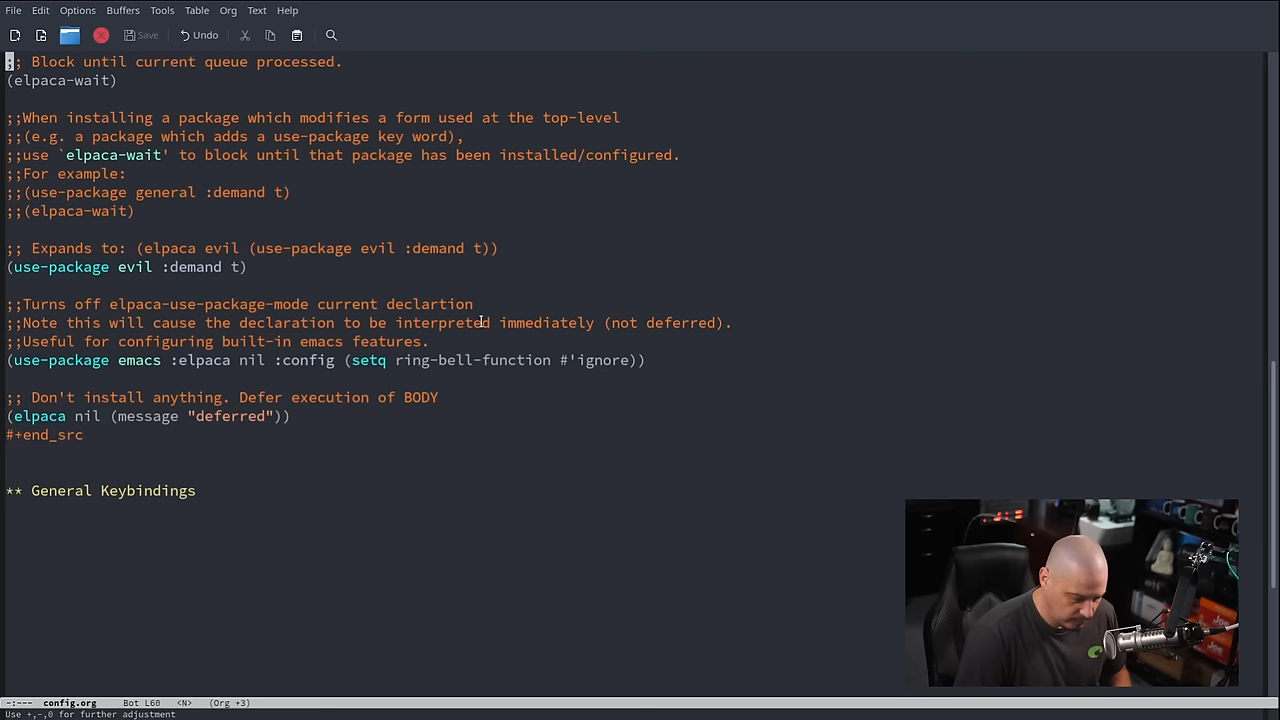 File Edit Options Buffers Tools Table Org Text Help
Save Undo
;; Block until current queue processed.
(elpaca-wait)
;;When installing a package which modifies a form used at the top-level
;;(e.g. a package which adds a use-package key word),
;;use `elpaca-wait' to block until that package has been installed/configured.
;;For example:
;;(use-package general :demand t)
;;(elpaca-wait)
;; Expands to: (elpaca evil (use-package evil :demand t))
(use-package evil :demand t)
;;Turns off elpaca-use-package-mode current declartion
;;Note this will cause the declaration to be interpreted immediately (not deferred).
;;Useful for configuring built-in emacs features.
(use-package emacs :elpaca nil :config (setq ring-bell-function #'ignore))
;; Don't install anything. Defer execution of BODY
(elpaca nil (message "deferred"))
#+end_src
** General Keybindings
-:--- config.org Bot L60 <N> (Org +3)
Use +,-,0 for further adjustment